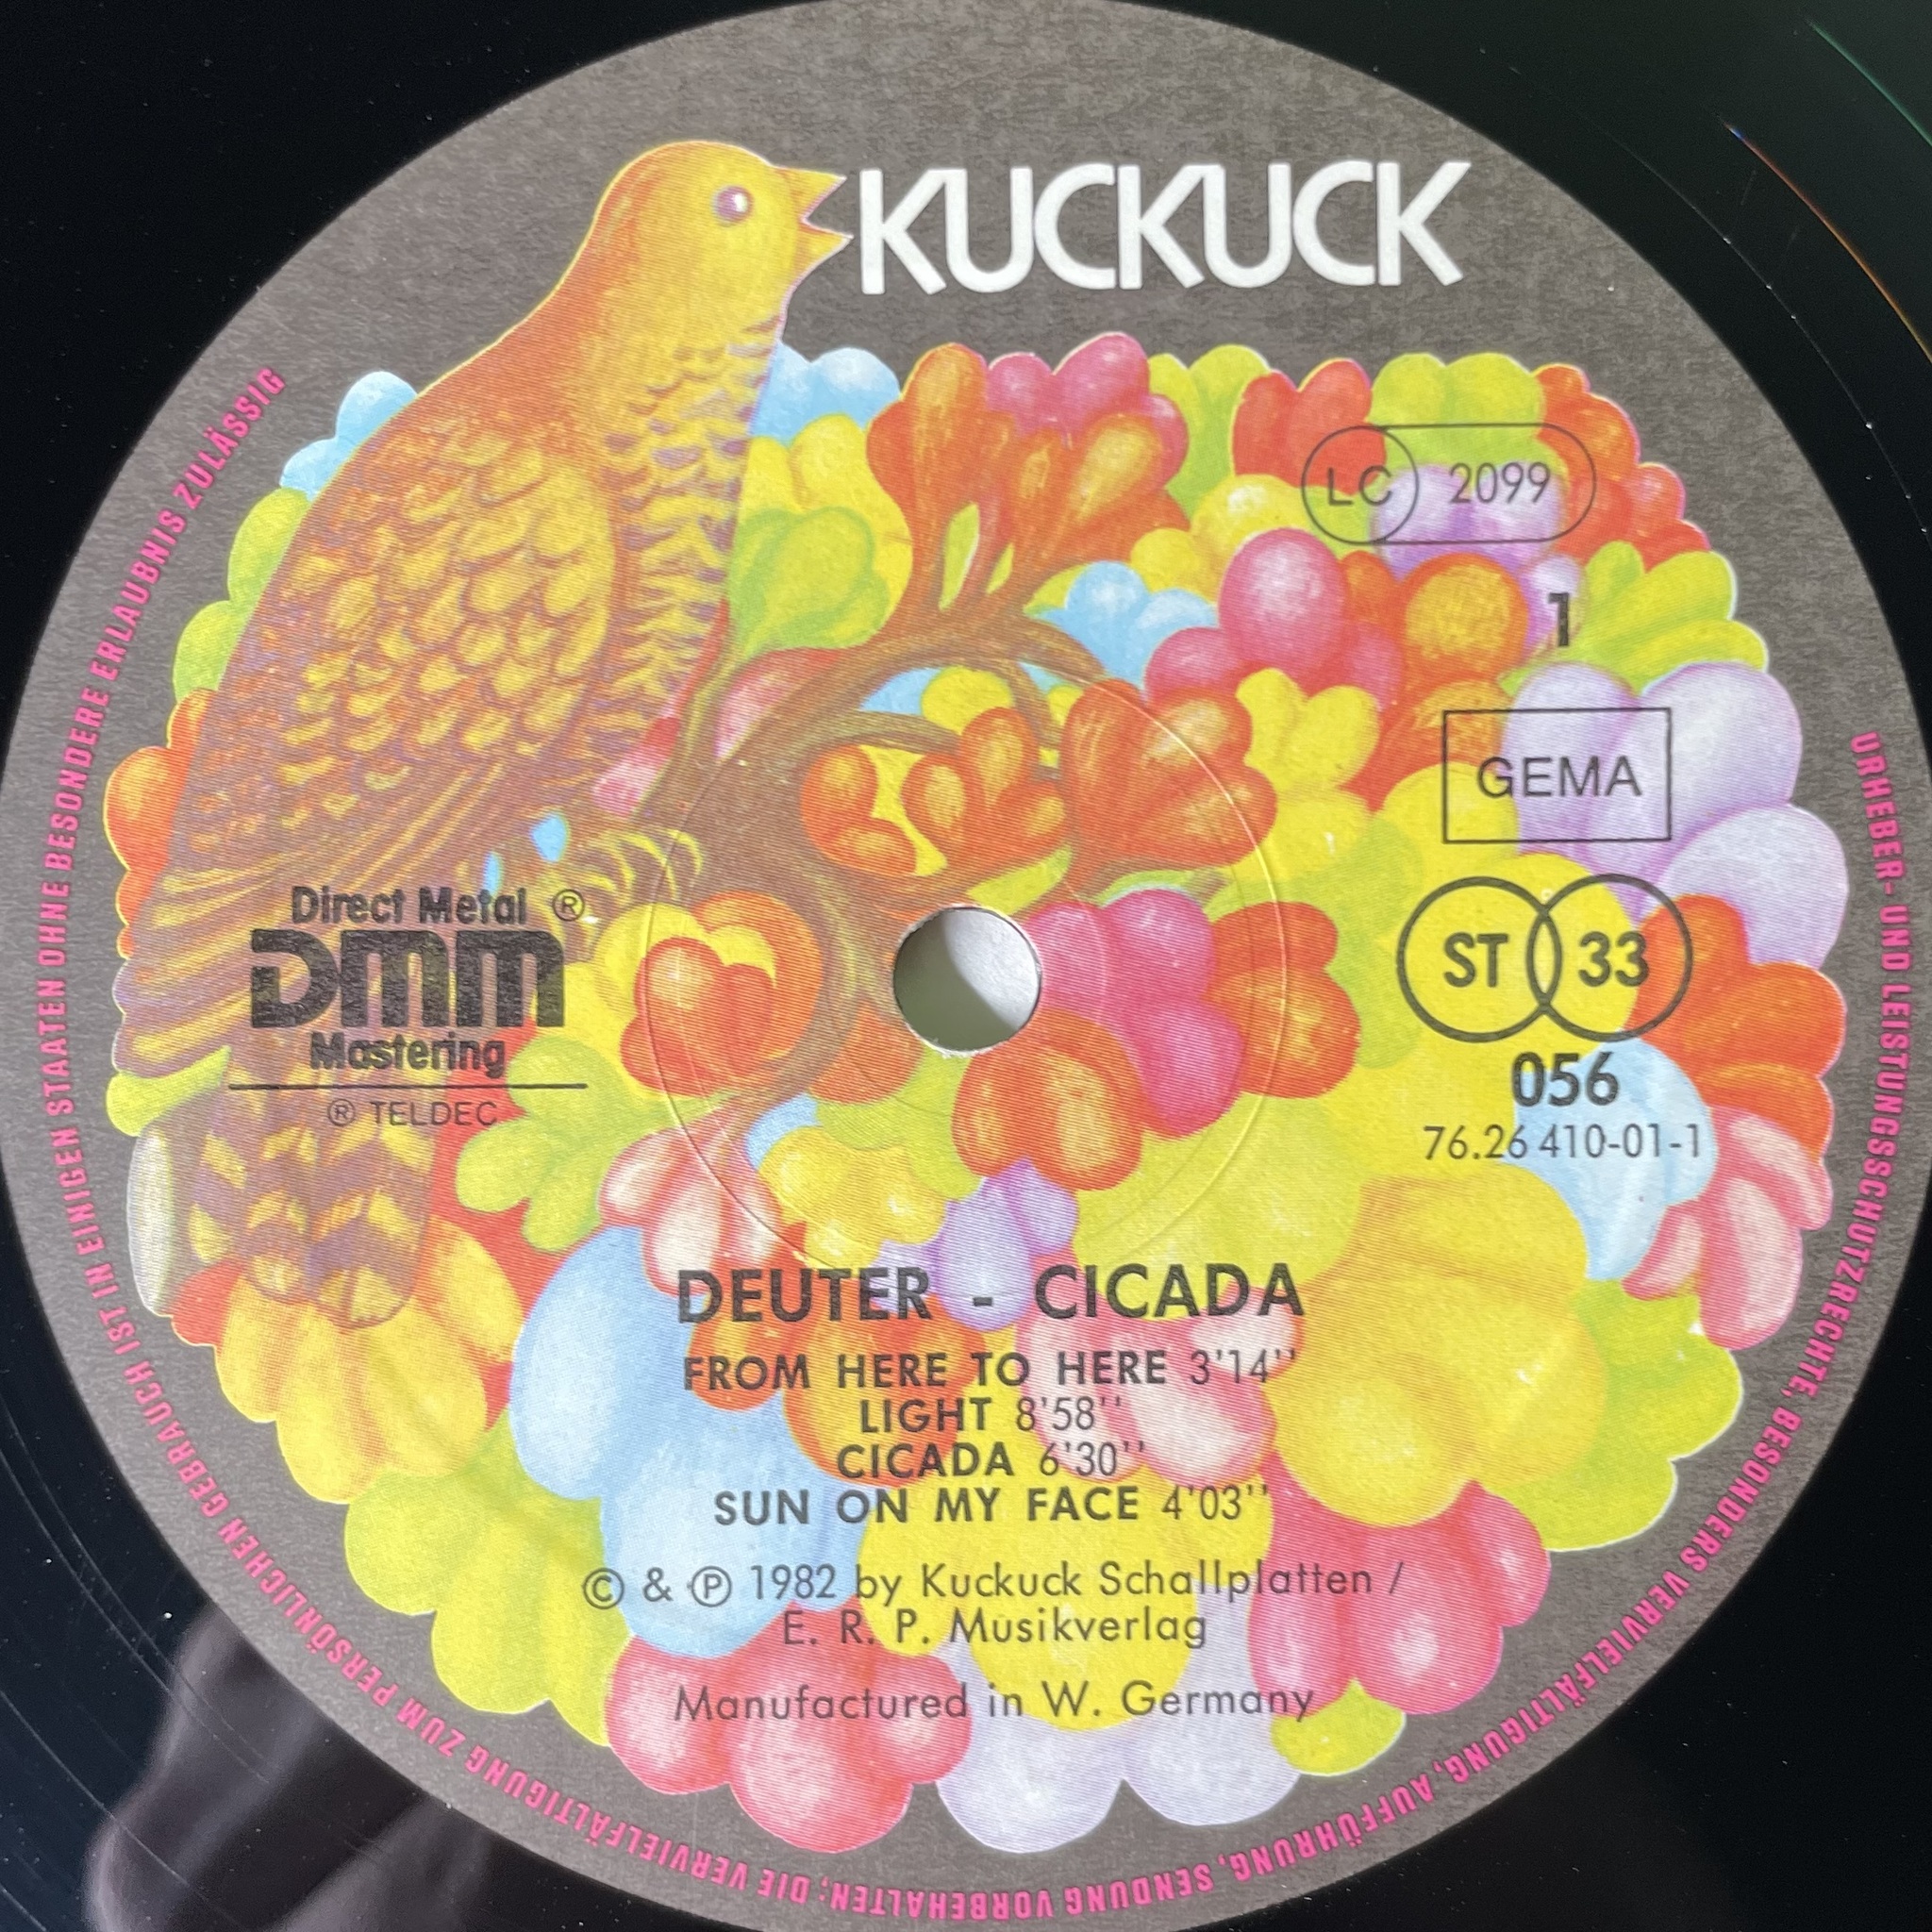 KUCKUCK
LC 2099
1
GEMA
ST 33
056
76.26 410-01-1
Direct Metal ®
DMM
Mastering
® TELDEC
DEUTER - CICADA
FROM HERE TO HERE 3'14''
LIGHT 8'58''
CICADA 6'30''
SUN ON MY FACE 4'03''
© & ℗ 1982 by Kuckuck Schallplatten /
E. R. P. Musikverlag
Manufactured in W. Germany
URHEBER- UND LEISTUNGSSCHUTZRECHTE, BESONDERS VERVIELFÄLTIGUNG, AUFFÜHRUNG, SENDUNG VORBEHALTEN; DIE VERVIELFÄLTIGUNG ZUM PERSÖNLICHEN GEBRAUCH IST IN EINIGEN STAATEN OHNE BESONDERE ERLAUBNIS ZULÄSSIG